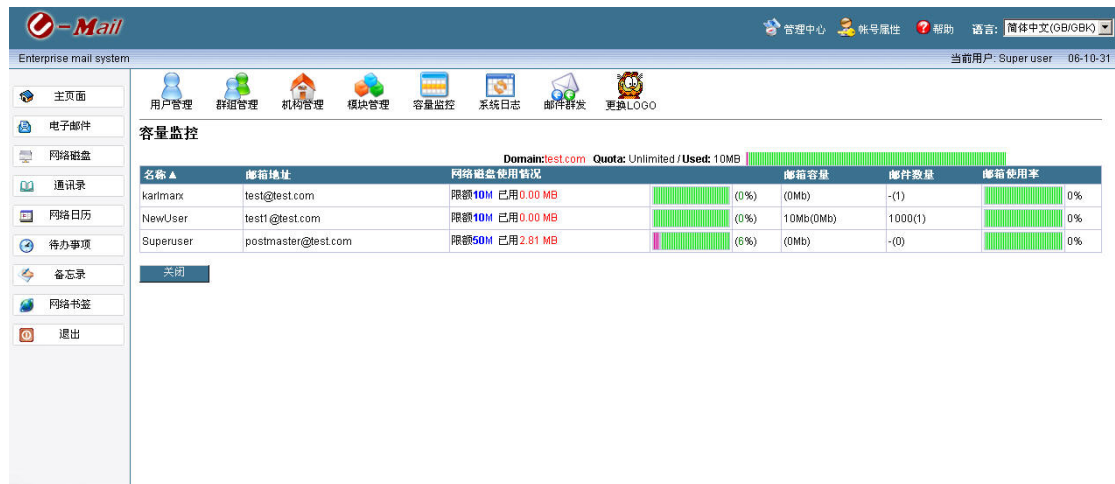 e-Mail
管理中心 帐号属性 帮助 语言: 简体中文(GB/GBK)
Enterprise mail system 当前用户: Super user 06-10-31
主页面
电子邮件
网络磁盘
通讯录
网络日历
待办事项
备忘录
网络书签
退出
用户管理 群组管理 机构管理 模块管理 容量监控 系统日志 邮件群发 更换LOGO
容量监控
Domain:test.com Quota: Unlimited / Used: 10MB
名称▲ 邮箱地址 网络磁盘使用情况 邮箱容量 邮件数量 邮箱使用率
karlmarx test@test.com 限额10M 已用0.00 MB (0%) (0Mb) -(1) 0%
NewUser test1@test.com 限额10M 已用0.00 MB (0%) 10Mb(0Mb) 1000(1) 0%
Superuser postmaster@test.com 限额50M 已用2.81 MB (6%) (0Mb) -(0) 0%
关闭